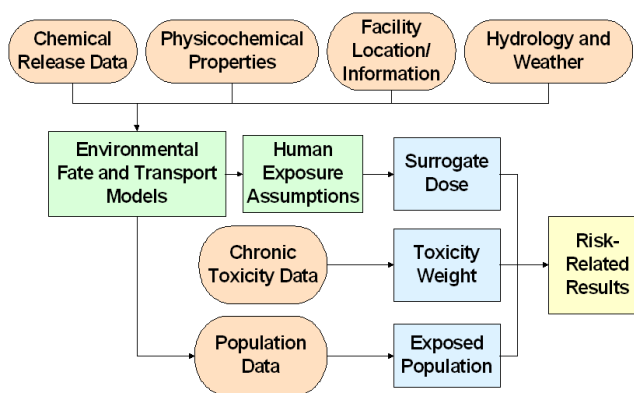 Chemical
Release Data
Physicochemical
Properties
Facility
Location/
Information
Hydrology and
Weather
Environmental
Fate and Transport
Models
Human
Exposure
Assumptions
Surrogate
Dose
Chronic
Toxicity Data
Toxicity
Weight
Risk-
Related
Results
Population
Data
Exposed
Population